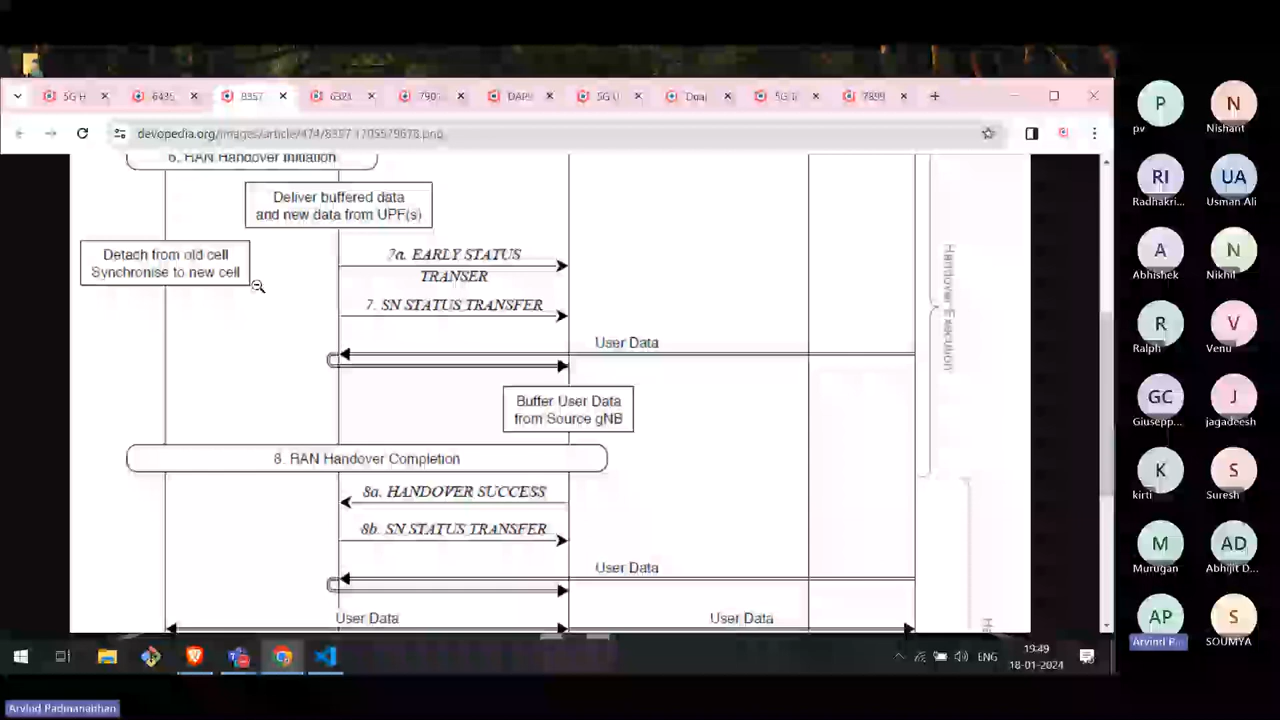 5G H
6435
8357
6321
790
DAPS
5G U
Dual
5G I
7899
devopedia.org/images/article/474/8357.1705579678.png
6. RAN Handover Initiation
Deliver buffered data
and new data from UPF(s)
Detach from old cell
Synchronise to new cell
7a. EARLY STATUS
TRANSER
7. SN STATUS TRANSFER
User Data
Buffer User Data
from Source gNB
8. RAN Handover Completion
8a. HANDOVER SUCCESS
8b. SN STATUS TRANSFER
User Data
User Data
User Data
Handover Execution
He
P
pv
N
Nishant
RI
Radhakri...
UA
Usman Ali
A
Abhishek
N
Nikhil
R
Ralph
V
Venu
GC
Giusepp...
J
jagadeesh
K
kirti
S
Suresh
M
Murugan
AD
Abhijit D...
AP
Arvind P...
S
SOUMYA
ENG
19:49
18-01-2024
Arvind Padmanabhan